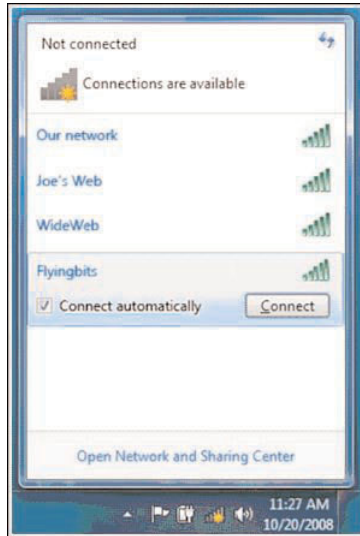 Not connected
Connections are available
Our network
Joe's Web
WideWeb
Flyingbits
Connect automatically
Connect
Open Network and Sharing Center
11:27 AM
10/20/2008